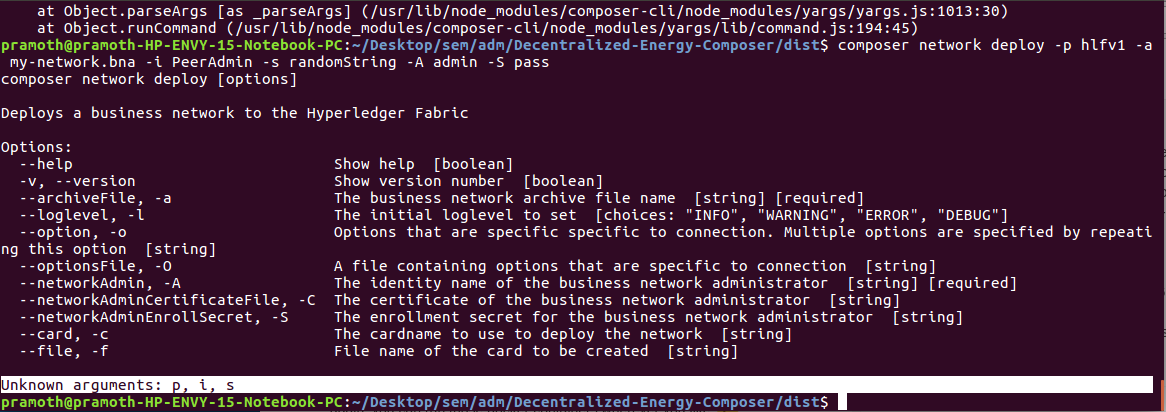 at Object.parseArgs [as _parseArgs] (/usr/lib/node_modules/composer-cli/node_modules/yargs/yargs.js:1013:30)
at Object.runCommand (/usr/lib/node_modules/composer-cli/node_modules/yargs/lib/command.js:194:45)
pramoth@pramoth-HP-ENVY-15-Notebook-PC:~/Desktop/sem/adm/Decentralized-Energy-Composer/dist$ composer network deploy -p hlfv1 -a
my-network.bna -i PeerAdmin -s randomString -A admin -S pass
composer network deploy [options]

Deploys a business network to the Hyperledger Fabric

Options:
--help Show help [boolean]
-v, --version Show version number [boolean]
--archiveFile, -a The business network archive file name [string] [required]
--loglevel, -l The initial loglevel to set [choices: "INFO", "WARNING", "ERROR", "DEBUG"]
--option, -o Options that are specific specific to connection. Multiple options are specified by repeati
ng this option [string]
--optionsFile, -O A file containing options that are specific to connection [string]
--networkAdmin, -A The identity name of the business network administrator [string] [required]
--networkAdminCertificateFile, -C The certificate of the business network administrator [string]
--networkAdminEnrollSecret, -S The enrollment secret for the business network administrator [string]
--card, -c The cardname to use to deploy the network [string]
--file, -f File name of the card to be created [string]

Unknown arguments: p, i, s
pramoth@pramoth-HP-ENVY-15-Notebook-PC:~/Desktop/sem/adm/Decentralized-Energy-Composer/dist$